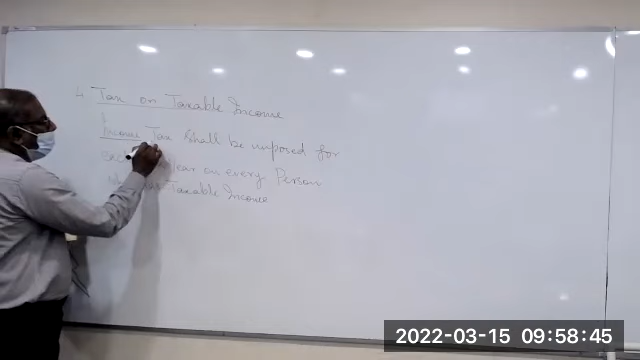 4. Tax on Taxable Income
Income Tax shall be imposed for
Year on every Person
Taxable Income
2022-03-15 09:58:45